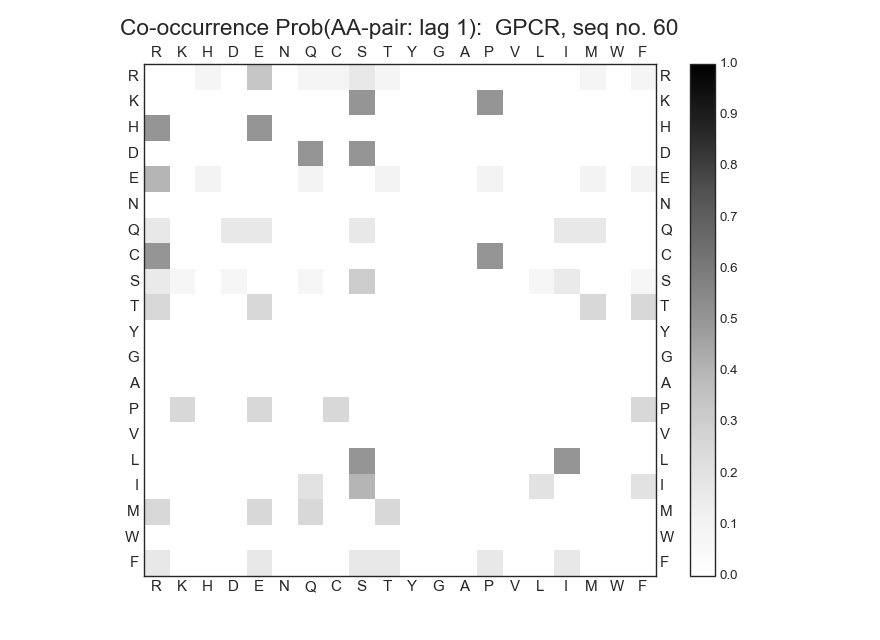 Co-occurrence Prob(AA-pair: lag 1):  GPCR, seq no. 60
R K H D E N Q C S T Y G A P V L I M W F
R R 1.0
K K 0.9
H H
D D 0.8
E E
N N 0.7
Q Q
C C 0.6
S S
T T 0.5
Y Y
G G 0.4
A A
P P 0.3
V V
L L 0.2
I I
M M 0.1
W W
F F 0.0
R K H D E N Q C S T Y G A P V L I M W F